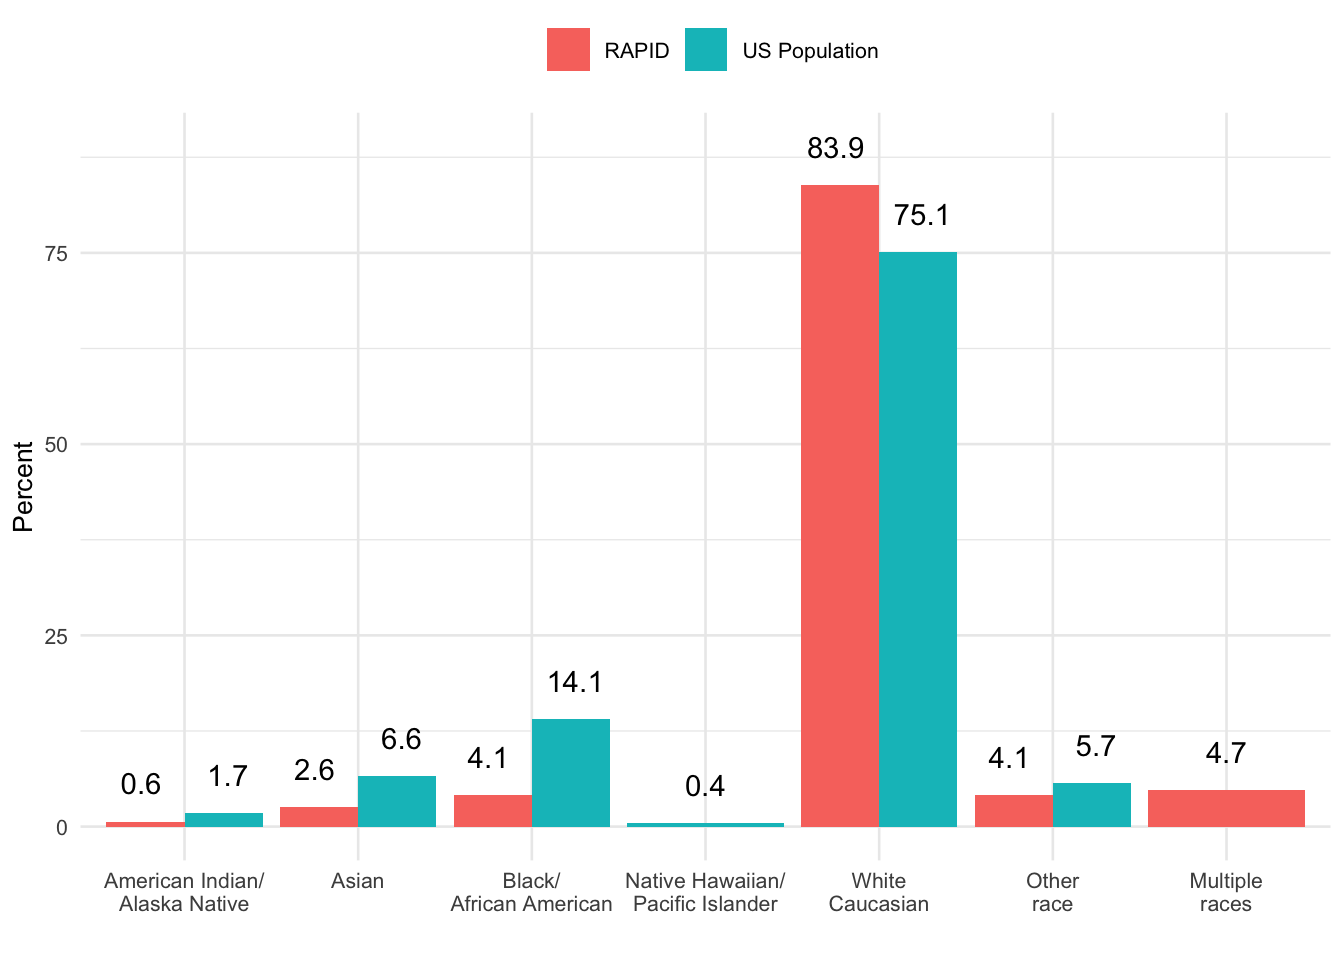 RAPID US Population
83.9
75.1
75
Percent
50
25
14.1
6.6
4.1
2.6
0.6
1.7
0.4
4.1
5.7
4.7
0
American Indian/
Alaska Native
Asian
Black/
African American
Native Hawaiian/
Pacific Islander
White
Caucasian
Other
race
Multiple
races